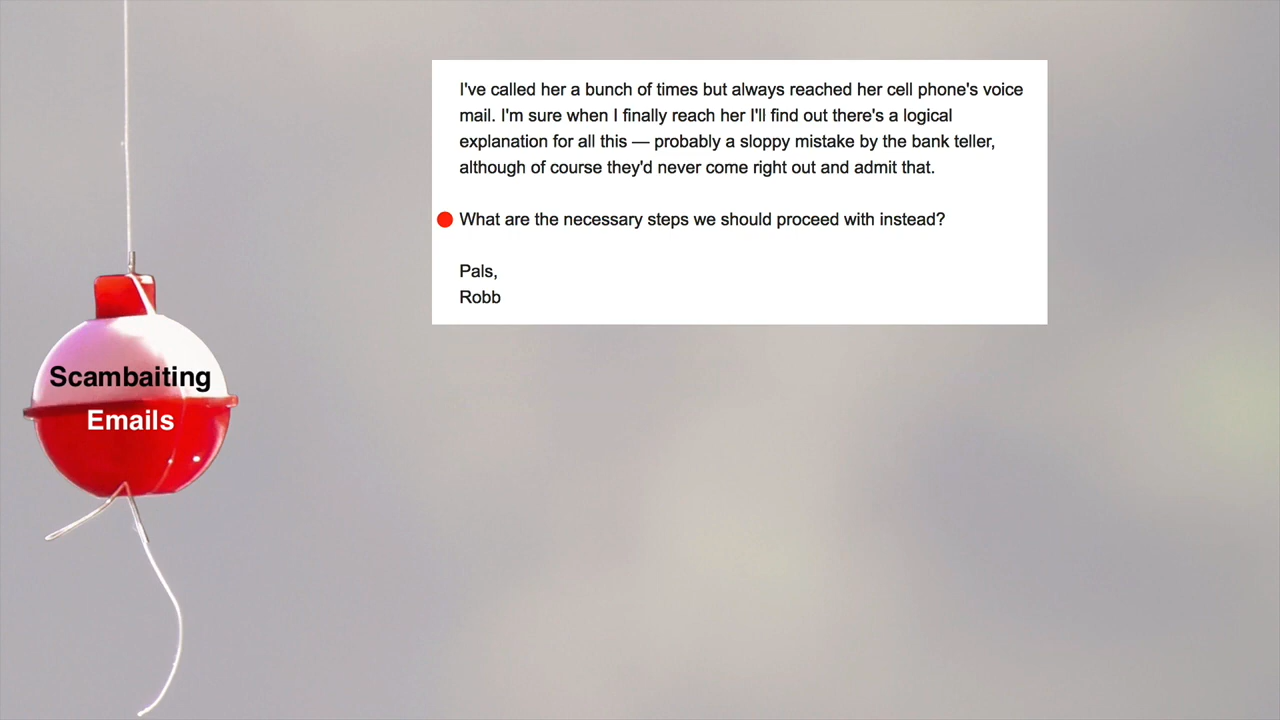 I've called her a bunch of times but always reached her cell phone's voice
mail. I'm sure when I finally reach her I'll find out there's a logical
explanation for all this — probably a sloppy mistake by the bank teller,
although of course they'd never come right out and admit that.
What are the necessary steps we should proceed with instead?
Pals,
Robb
Scambaiting
Emails